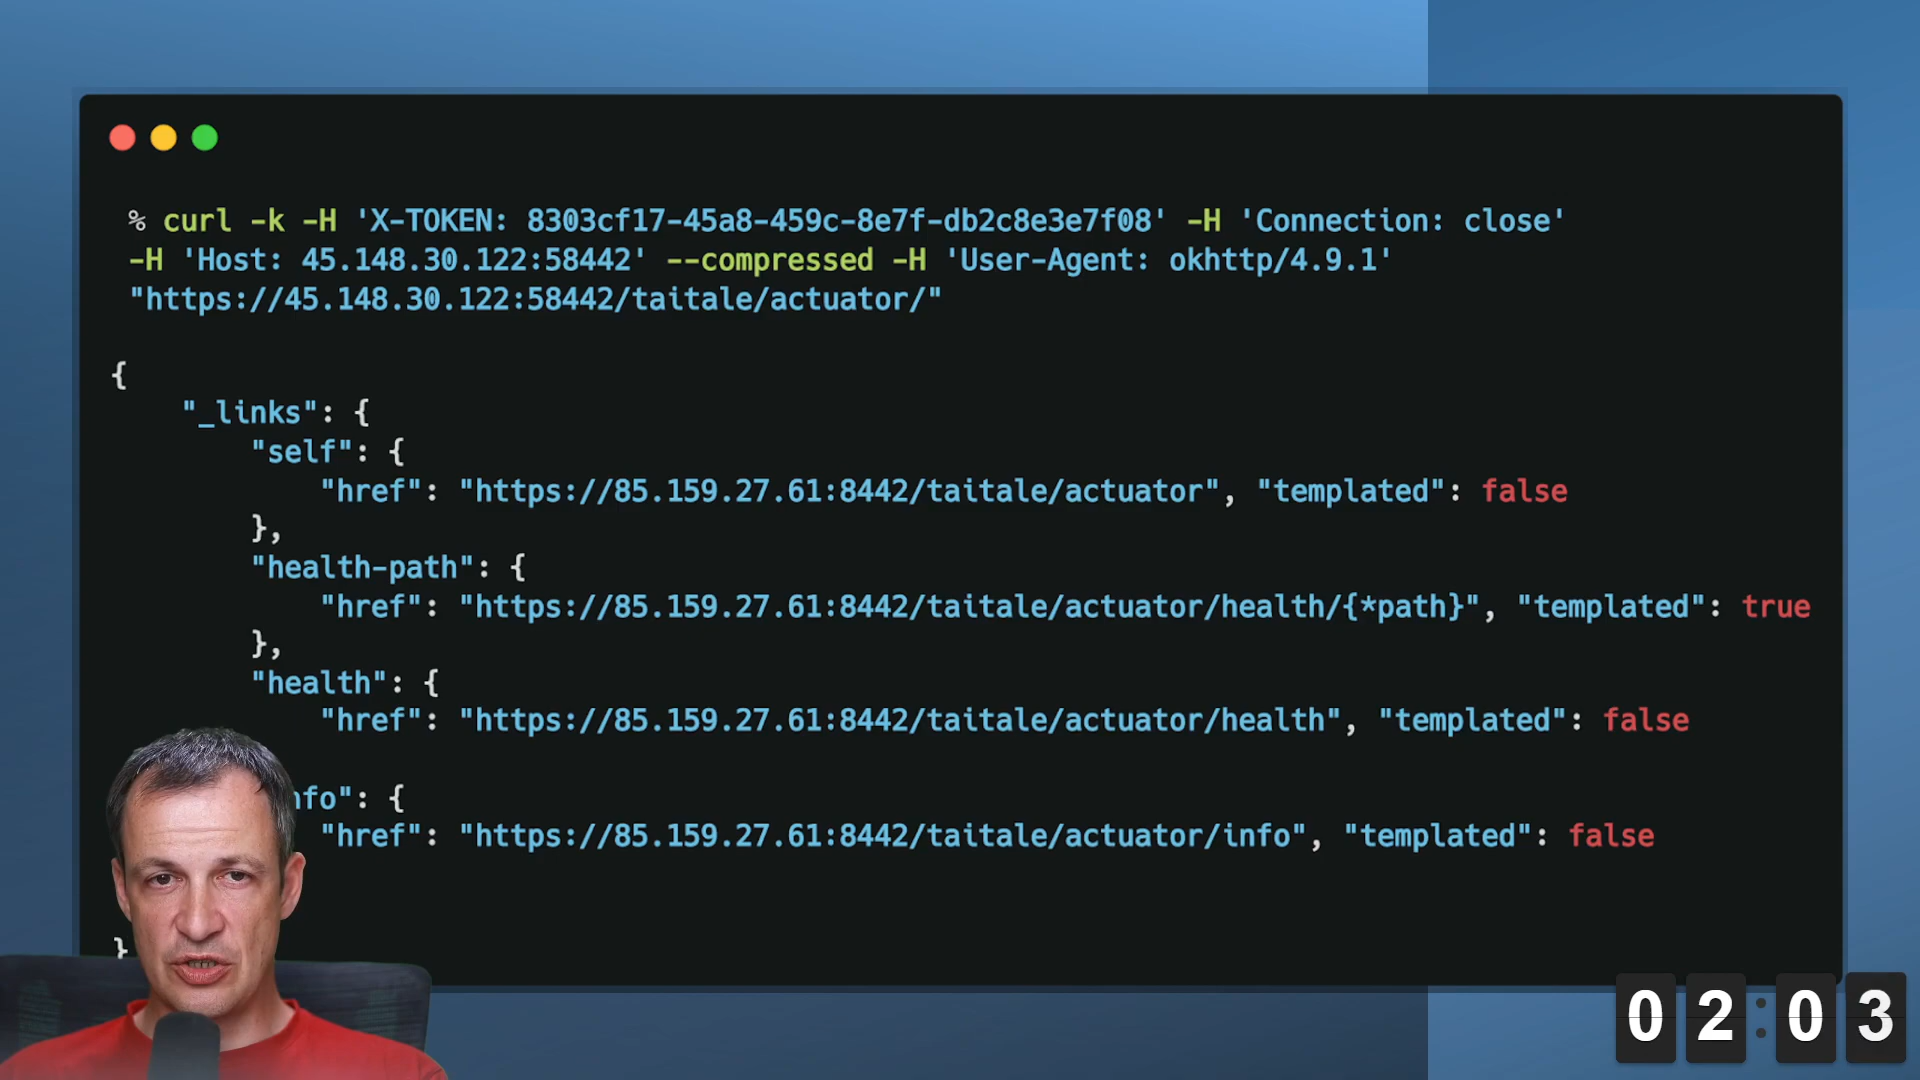 % curl -k -H 'X-TOKEN: 8303cf17-45a8-459c-8e7f-db2c8e3e7f08' -H 'Connection: close'
-H 'Host: 45.148.30.122:58442' --compressed -H 'User-Agent: okhttp/4.9.1'
"https://45.148.30.122:58442/taitale/actuator/"
{
"_links": {
"self": {
"href": "https://85.159.27.61:8442/taitale/actuator", "templated": false
},
"health-path": {
"href": "https://85.159.27.61:8442/taitale/actuator/health/{*path}", "templated": true
},
"health": {
"href": "https://85.159.27.61:8442/taitale/actuator/health", "templated": false
nfo": {
"href": "https://85.159.27.61:8442/taitale/actuator/info", "templated": false
}
02:03